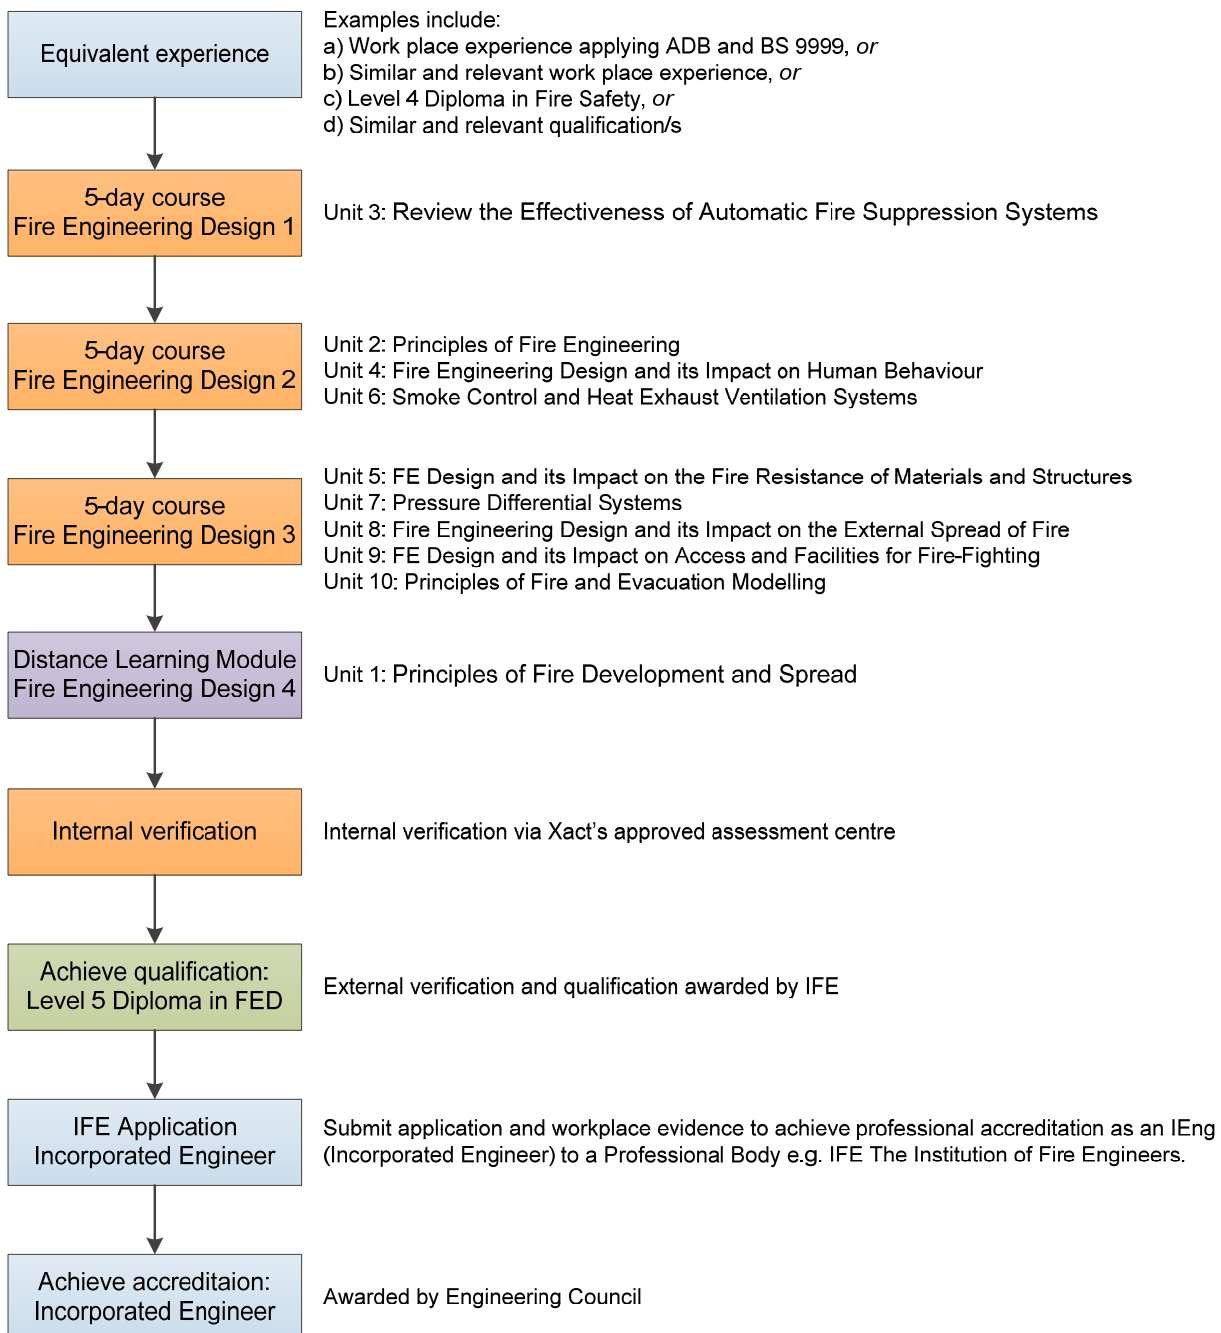 Equivalent experience
Examples include:
a) Work place experience applying ADB and BS 9999, or
b) Similar and relevant work place experience, or
c) Level 4 Diploma in Fire Safety, or
d) Similar and relevant qualification/s
5-day course
Fire Engineering Design 1
Unit 3: Review the Effectiveness of Automatic Fire Suppression Systems
5-day course
Fire Engineering Design 2
Unit 2: Principles of Fire Engineering
Unit 4: Fire Engineering Design and its Impact on Human Behaviour
Unit 6: Smoke Control and Heat Exhaust Ventilation Systems
5-day course
Fire Engineering Design 3
Unit 5: FE Design and its Impact on the Fire Resistance of Materials and Structures
Unit 7: Pressure Differential Systems
Unit 8: Fire Engineering Design and its Impact on the External Spread of Fire
Unit 9: FE Design and its Impact on Access and Facilities for Fire-Fighting
Unit 10: Principles of Fire and Evacuation Modelling
Distance Learning Module
Fire Engineering Design 4
Unit 1: Principles of Fire Development and Spread
Internal verification
Internal verification via Xact's approved assessment centre
Achieve qualification:
Level 5 Diploma in FED
External verification and qualification awarded by IFE
IFE Application
Incorporated Engineer
Submit application and workplace evidence to achieve professional accreditation as an IEng
(Incorporated Engineer) to a Professional Body e.g. IFE The Institution of Fire Engineers.
Achieve accreditaion:
Incorporated Engineer
Awarded by Engineering Council